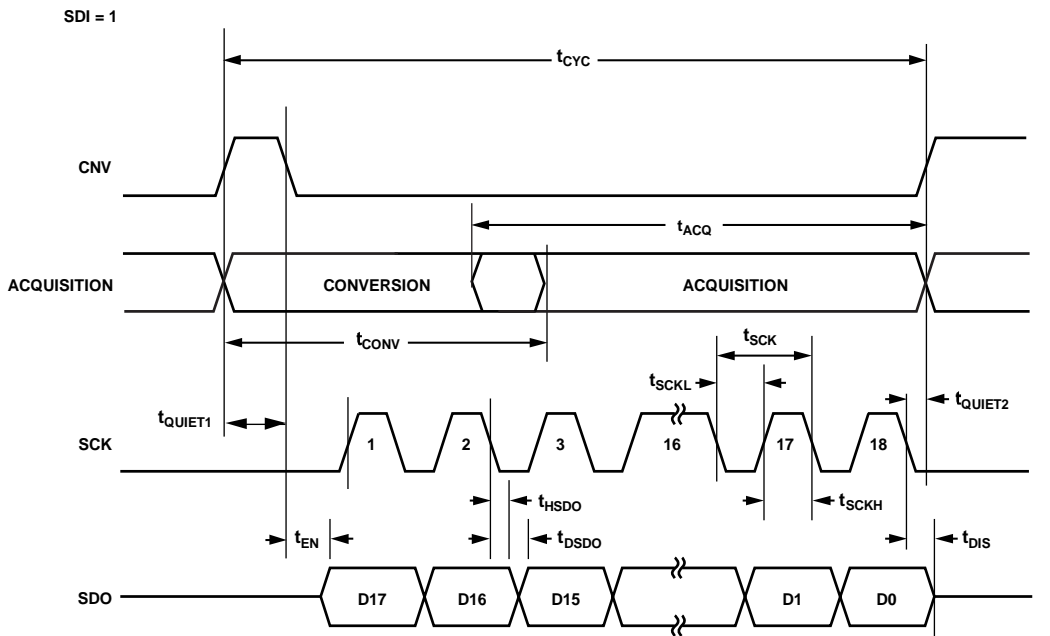 SDI = 1
tCYC
CNV
tACQ
ACQUISITION CONVERSION ACQUISITION
tCONV
tSCK
tSCKL
tQUIET1
tQUIET2
SCK 1 2 3 16 17 18
tHSDO
tSCKH
tEN
tDSDO
tDIS
SDO D17 D16 D15 D1 D0